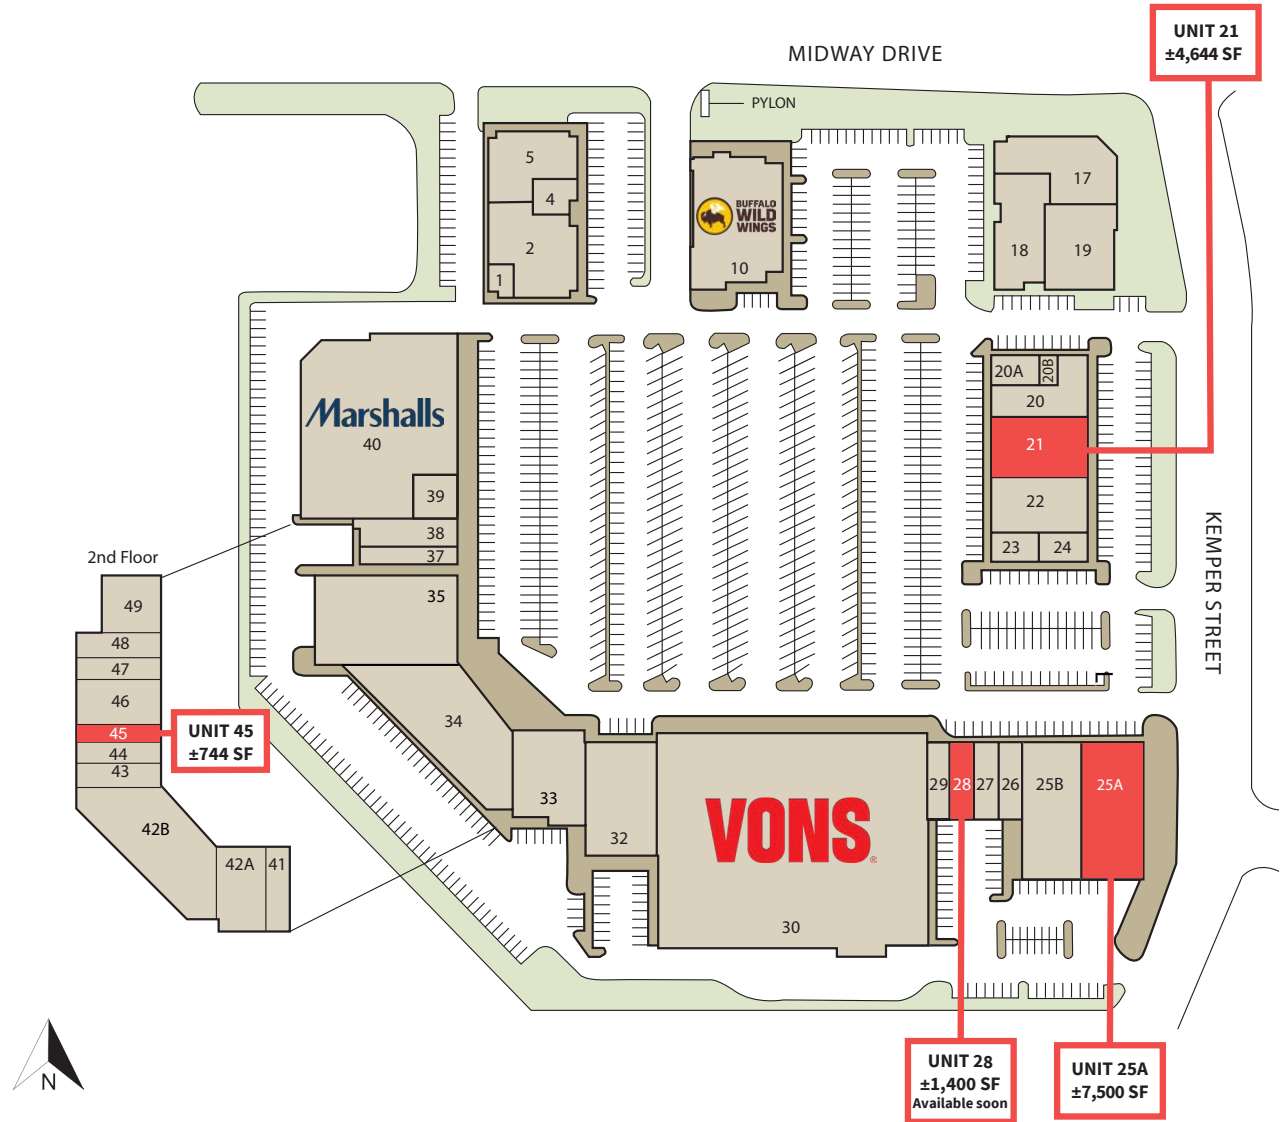 UNIT 21
±4,644 SF
MIDWAY DRIVE
PYLON
5
4
2
1
BUFFALO
WILD
WINGS
10
17
18
19
20A
20B
20
21
22
23
24
KEMPER STREET
Marshalls
40
39
38
37
35
34
33
32
2nd Floor
49
48
47
46
45
44
43
42B
42A
41
UNIT 45
±744 SF
VONS
®
30
29
28
27
26
25B
25A
UNIT 28
±1,400 SF
Available soon
UNIT 25A
±7,500 SF
N